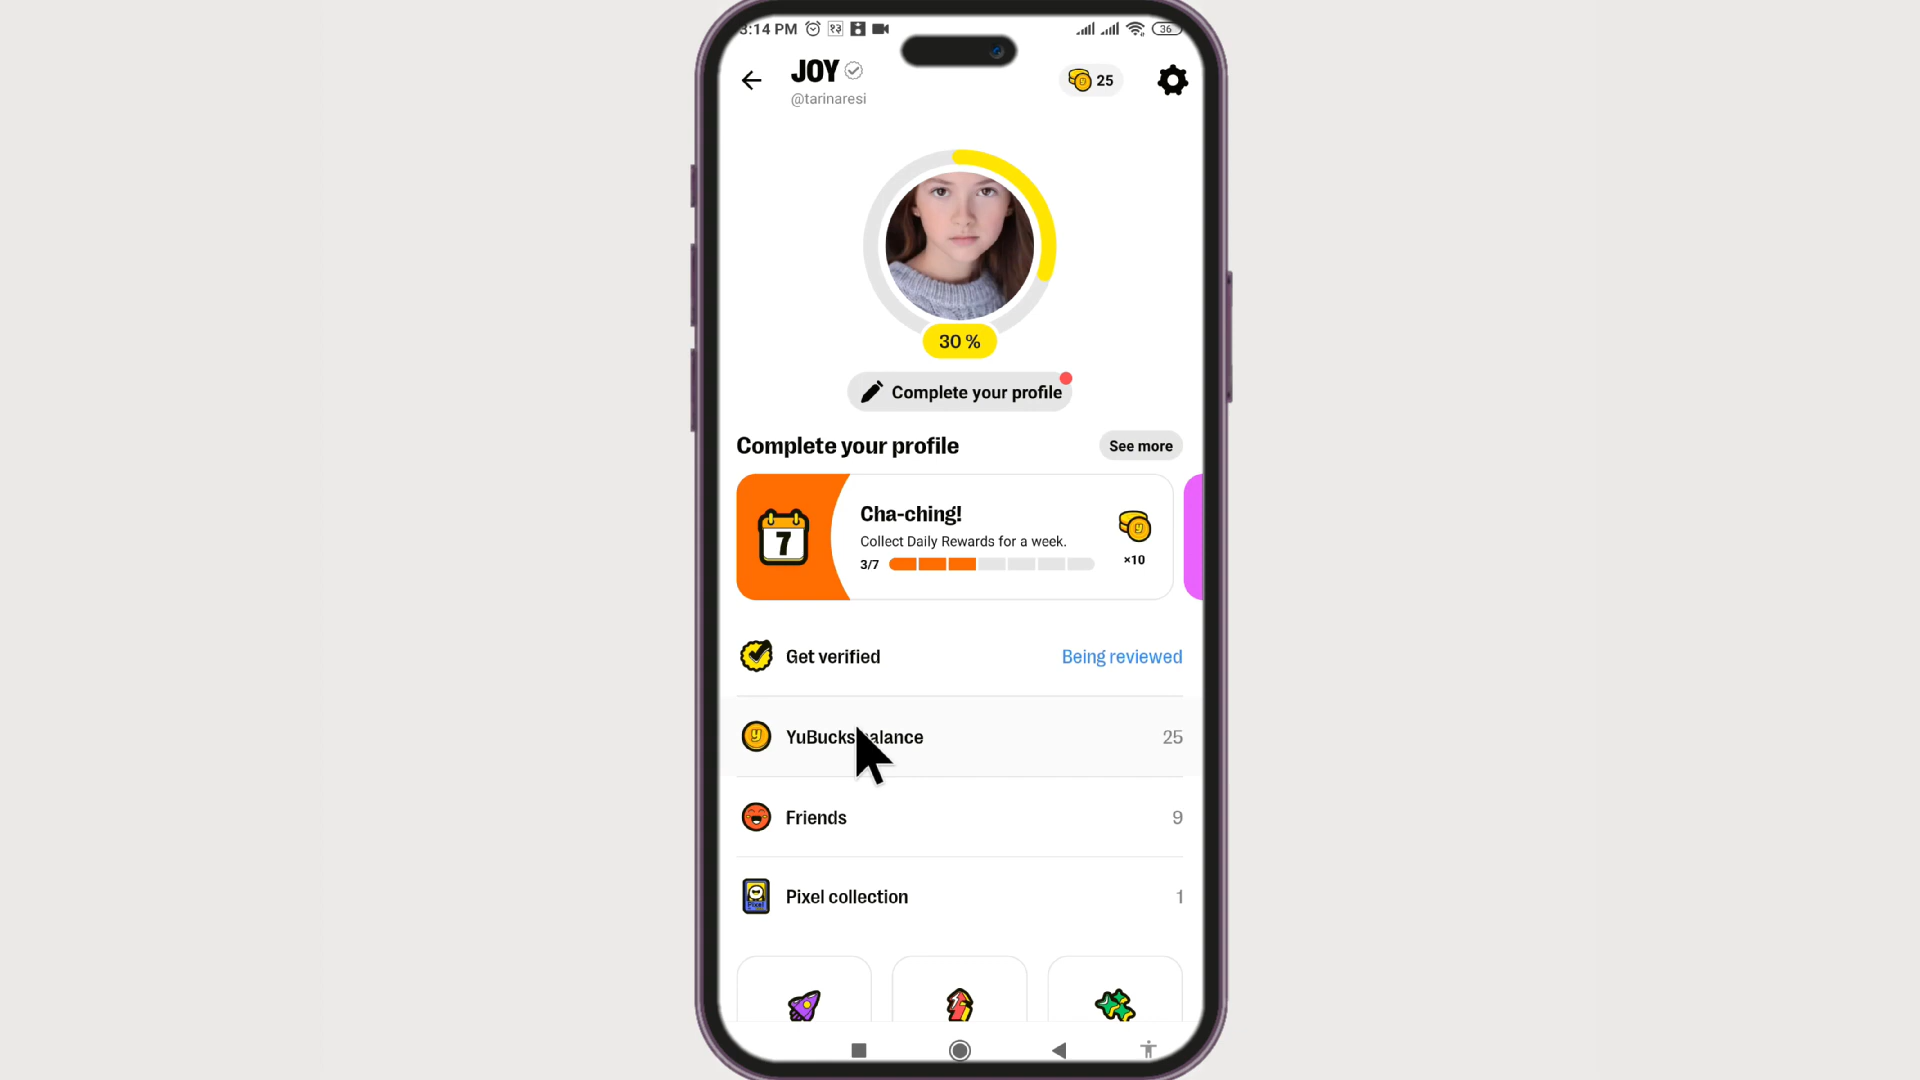 3:14 PM 36
JOY
@tarinaresi
25
30 %
Complete your profile
Complete your profile
See more
7
Cha-ching!
Collect Daily Rewards for a week.
3/7
×10
Get verified
Being reviewed
YuBucks balance
25
Friends
9
Pixel
Pixel collection
1